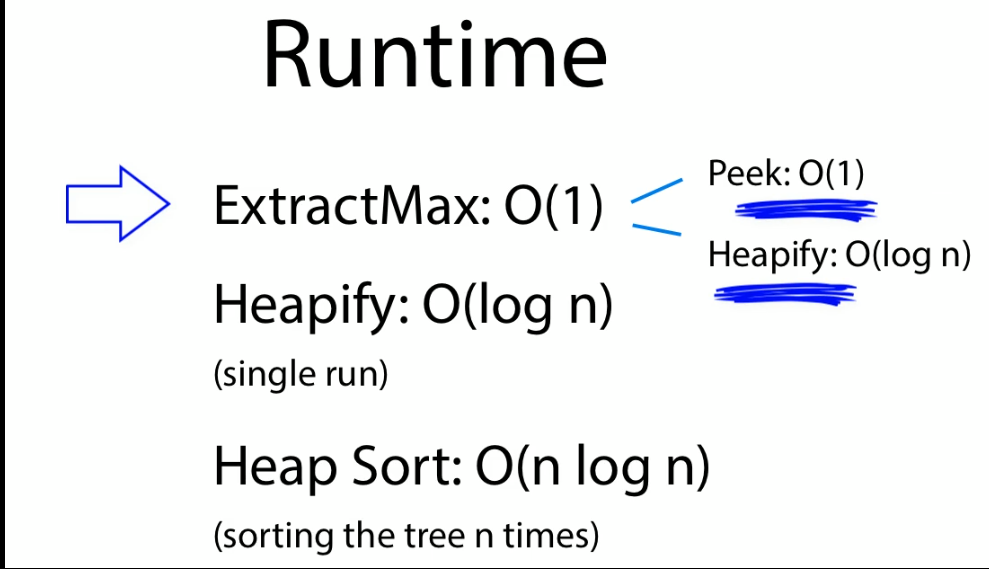 Runtime
ExtractMax: O(1)
Peek: O(1)
Heapify: O(log n)
Heapify: O(log n)
(single run)
Heap Sort: O(n log n)
(sorting the tree n times)